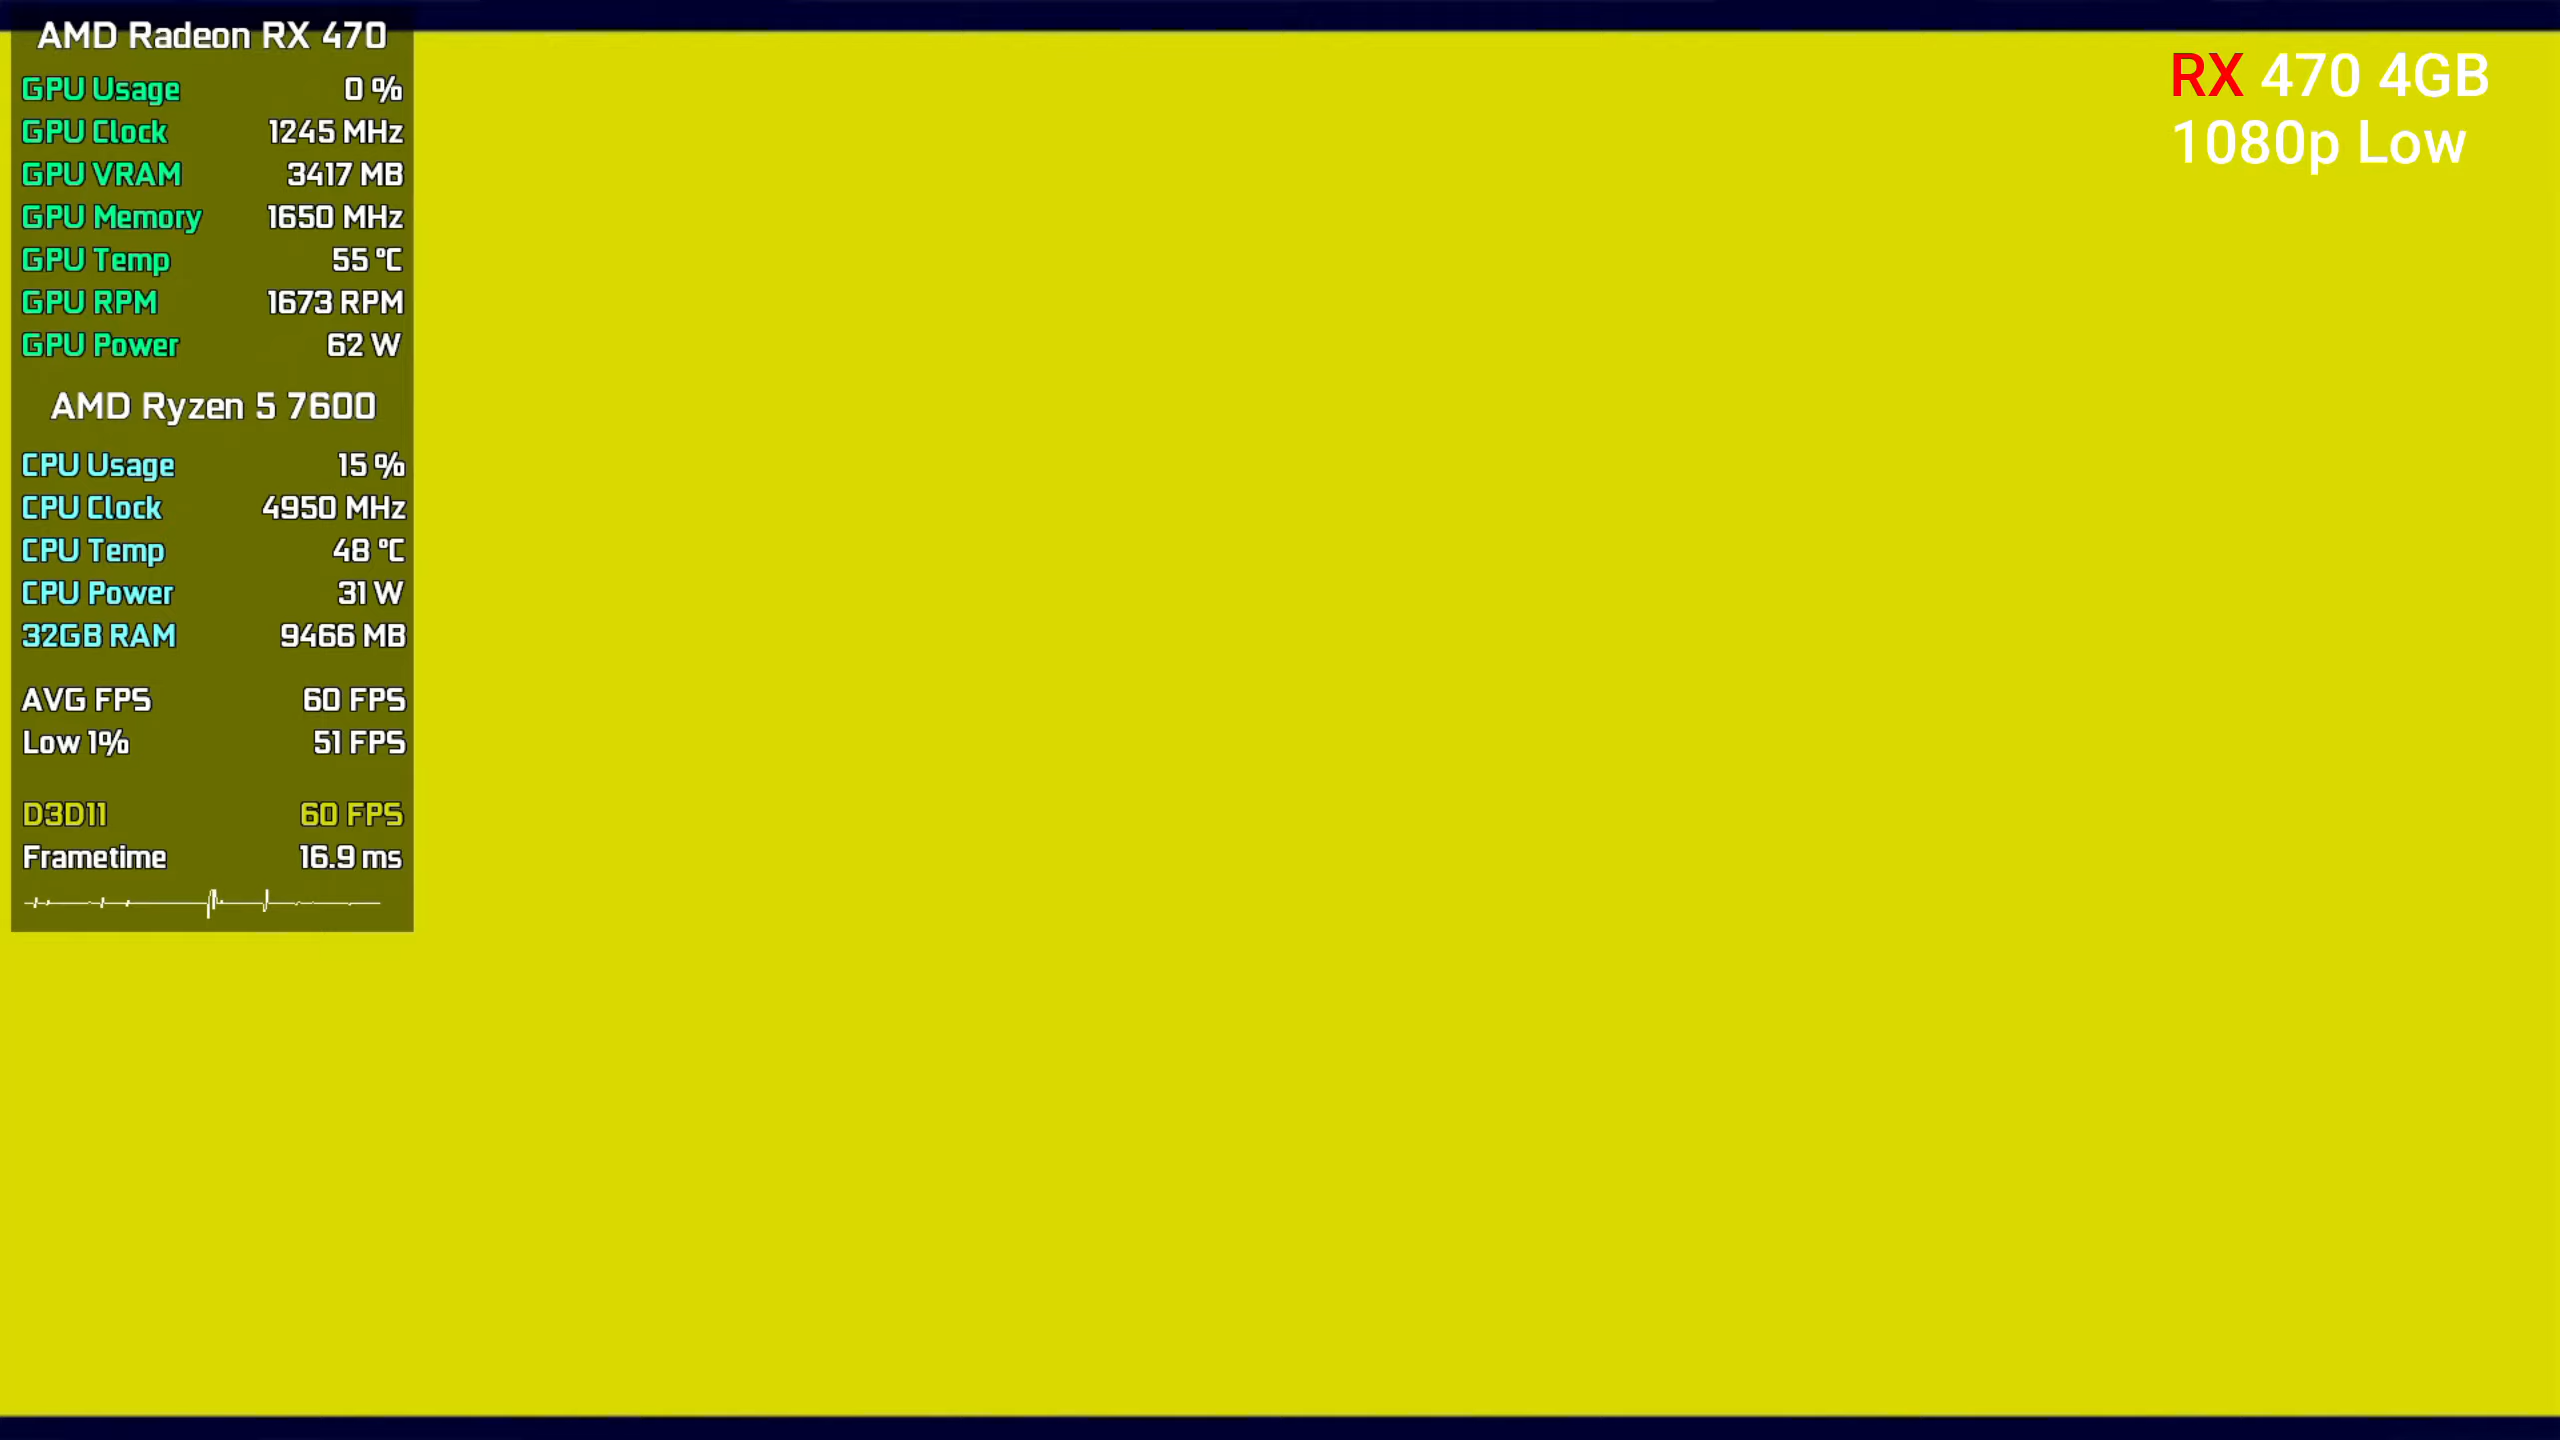 AMD Radeon RX 470
GPU Usage 0 %
GPU Clock 1245 MHz
GPU VRAM 3417 MB
GPU Memory 1650 MHz
GPU Temp 55 °C
GPU RPM 1673 RPM
GPU Power 62 W
AMD Ryzen 5 7600
CPU Usage 15 %
CPU Clock 4950 MHz
CPU Temp 48 °C
CPU Power 31 W
32GB RAM 9466 MB
AVG FPS 60 FPS
Low 1% 51 FPS
D3D11 60 FPS
Frametime 16.9 ms
RX 470 4GB
1080p Low